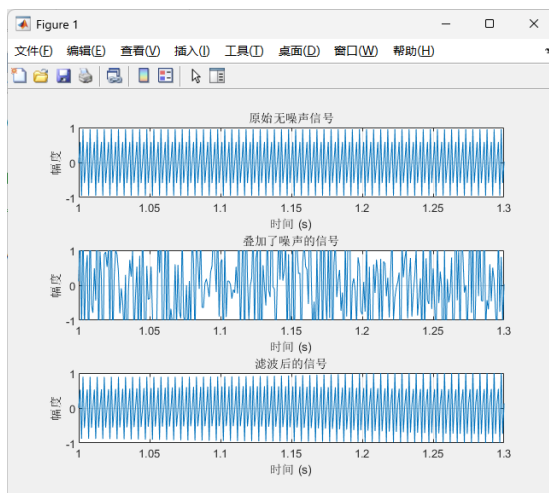 Figure 1
文件(F) 编辑(E) 查看(V) 插入(I) 工具(T) 桌面(D) 窗口(W) 帮助(H)
原始无噪声信号
1
0
-1
幅度
1 1.05 1.1 1.15 1.2 1.25 1.3
时间 (s)
叠加了噪声的信号
1
0
-1
幅度
1 1.05 1.1 1.15 1.2 1.25 1.3
时间 (s)
滤波后的信号
1
0
-1
幅度
1 1.05 1.1 1.15 1.2 1.25 1.3
时间 (s)